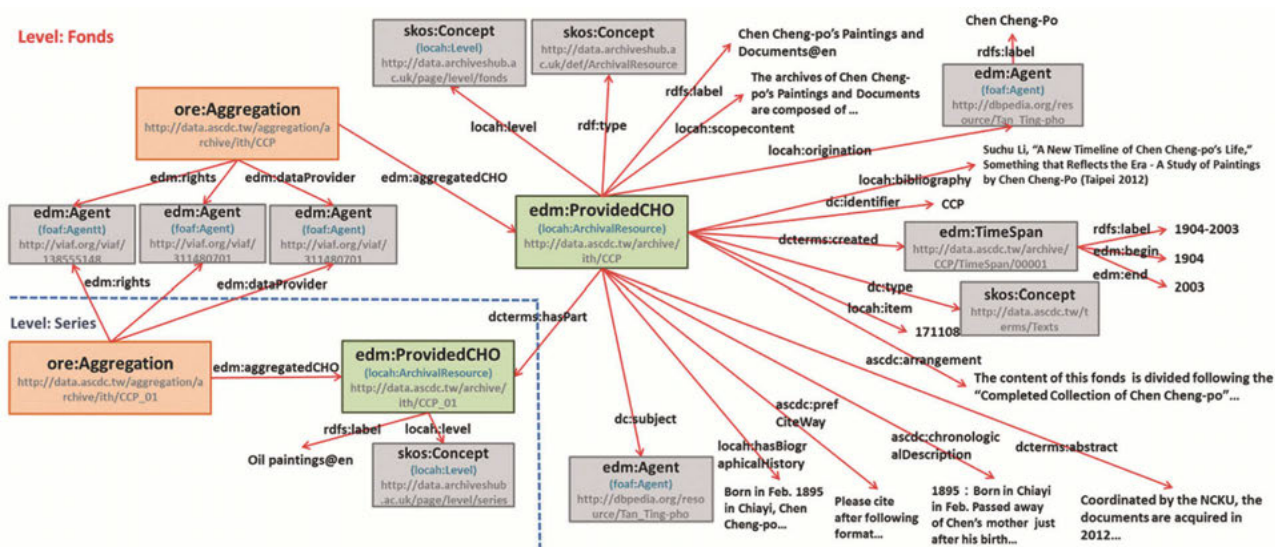 Level: Fonds
skos:Concept
(locah:Level)
http://data.archiveshub.a
c.uk/page/level/fonds
skos:Concept
http://data.archiveshub.a
c.uk/def/ArchivalResource
Chen Cheng-po's Paintings and
Documents@en
Chen Cheng-Po
rdfs:label
rdfs:label
The archives of Chen Cheng-
po's Paintings and Documents
are composed of ...
edm:Agent
(foaf:Agent)
http://dbpedia.org/res
ource/Tan_Ting-pho
ore:Aggregation
http://data.ascdc.tw/aggregation/a
rchive/ith/CCP
locah:level
rdf:type
locah:scopecontent
locah:origination
Suchu Li, "A New Timeline of Chen Cheng-po's Life,"
Something that Reflects the Era - A Study of Paintings
by Chen Cheng-Po (Taipei 2012)
edm:rights
edm:dataProvider
edm:aggregatedCHO
locah:bibliography
dc:identifier
CCP
edm:Agent
(foaf:Agentt)
http://viaf.org/viaf/
138555148
edm:Agent
(foaf:Agent)
http://viaf.org/viaf/
311480701
edm:Agent
(foaf:Agent)
http://viaf.org/viaf/
311480701
edm:ProvidedCHO
(locah:ArchivalResource)
http://data.ascdc.tw/archive/
ith/CCP
dcterms:created
edm:TimeSpan
http://data.ascdc.tw/archive/
CCP/TimeSpan/00001
rdfs:label
1904-2003
edm:begin
1904
edm:end
2003
edm:rights
edm:dataProvider
dc:type
skos:Concept
http://data.ascdc.tw/t
erms/Texts
locah:item
171108
Level: Series
dcterms:hasPart
ore:Aggregation
http://data.ascdc.tw/aggregation/a
rchive/ith/CCP_01
edm:aggregatedCHO
edm:ProvidedCHO
(locah:ArchivalResource)
http://data.ascdc.tw/archive/
ith/CCP_01
ascdc:arrangement
The content of this fonds is divided following the
"Completed Collection of Chen Cheng-po"...
rdfs:label
locah:level
Oil paintings@en
skos:Concept
(locah:Level)
http://data.archiveshub
.ac.uk/page/level/series
dc:subject
ascdc:pref
CiteWay
locah:hasBiogr
aphicalHistory
ascdc:chronologic
alDescription
dcterms:abstract
edm:Agent
(foaf:Agent)
http://dbpedia.org/reso
urce/Tan_Ting-pho
Born in Feb. 1895
in Chiayi, Chen
Cheng-po...
Please cite
after following
format...
1895：Born in Chiayi
in Feb. Passed away
of Chen's mother just
after his birth...
Coordinated by the NCKU, the
documents are acquired in
2012...